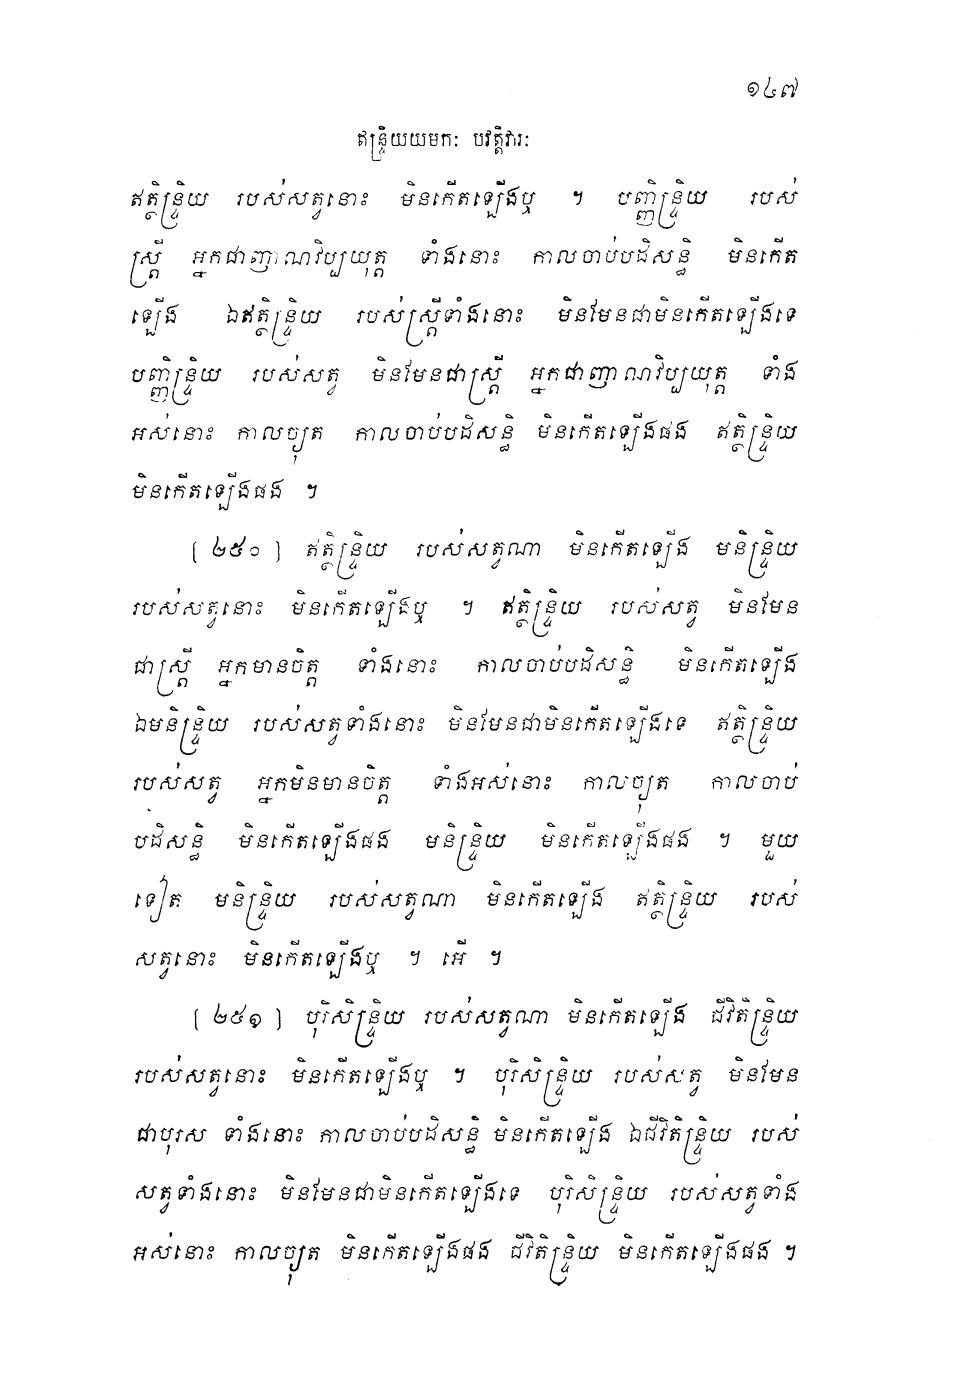 ១៤៧
ឥន្ទ្រិយយមកៈ បវត្តិវារៈ
ឥត្ថិន្ទ្រិយ របស់សត្វនោះ មិនកើតឡើងឬ ។ បញ្ញិន្ទ្រិយ របស់
ស្ត្រី អ្នកជាញាណវិប្បយុត្ត ទាំងនោះ កាលចាប់បដិសន្ធិ មិនកើត
ឡើង ឯឥត្ថិន្ទ្រិយ របស់ស្ត្រីទាំងនោះ មិនមែនជាមិនកើតឡើងទេ
បញ្ញិន្ទ្រិយ របស់សត្វ មិនមែនជាស្ត្រី អ្នកជាញាណវិប្បយុត្ត ទាំង
អស់នោះ កាលច្យុត កាលចាប់បដិសន្ធិ មិនកើតឡើងផង ឥត្ថិន្ទ្រិយ
មិនកើតឡើងផង ។
[ ២៥០ ] ឥត្ថិន្ទ្រិយ របស់សត្វណា មិនកើតឡើង មនិន្ទ្រិយ
របស់សត្វនោះ មិនកើតឡើងឬ ។ ឥត្ថិន្ទ្រិយ របស់សត្វ មិនមែន
ជាស្ត្រី អ្នកមានចិត្ត ទាំងនោះ កាលចាប់បដិសន្ធិ មិនកើតឡើង
ឯមនិន្ទ្រិយ របស់សត្វទាំងនោះ មិនមែនជាមិនកើតឡើងទេ ឥត្ថិន្ទ្រិយ
របស់សត្វ អ្នកមិនមានចិត្ត ទាំងអស់នោះ កាលច្យុត កាលចាប់
បដិសន្ធិ មិនកើតឡើងផង មនិន្ទ្រិយ មិនកើតឡើងផង ។ មួយ
ទៀត មនិន្ទ្រិយ របស់សត្វណា មិនកើតឡើង ឥត្ថិន្ទ្រិយ របស់
សត្វនោះ មិនកើតឡើងឬ ។ អើ ។
[ ២៥១ ] បុរិសិន្ទ្រិយ របស់សត្វណា មិនកើតឡើង ជីវិតិន្ទ្រិយ
របស់សត្វនោះ មិនកើតឡើងឬ ។ បុរិសិន្ទ្រិយ របស់សត្វ មិនមែន
ជាបុរស ទាំងនោះ កាលចាប់បដិសន្ធិ មិនកើតឡើង ឯជីវិតិន្ទ្រិយ របស់
សត្វទាំងនោះ មិនមែនជាមិនកើតឡើងទេ បុរិសិន្ទ្រិយ របស់សត្វទាំង
អស់នោះ កាលច្យុត មិនកើតឡើងផង ជីវិតិន្ទ្រិយ មិនកើតឡើងផង ។